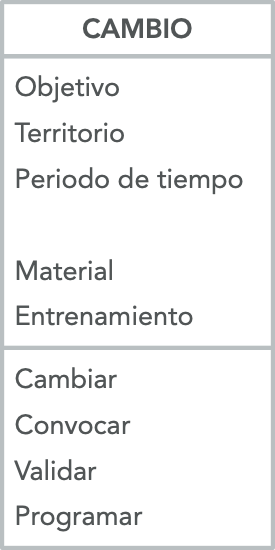 CAMBIO
Objetivo
Territorio
Periodo de tiempo
Material
Entrenamiento
Cambiar
Convocar
Validar
Programar